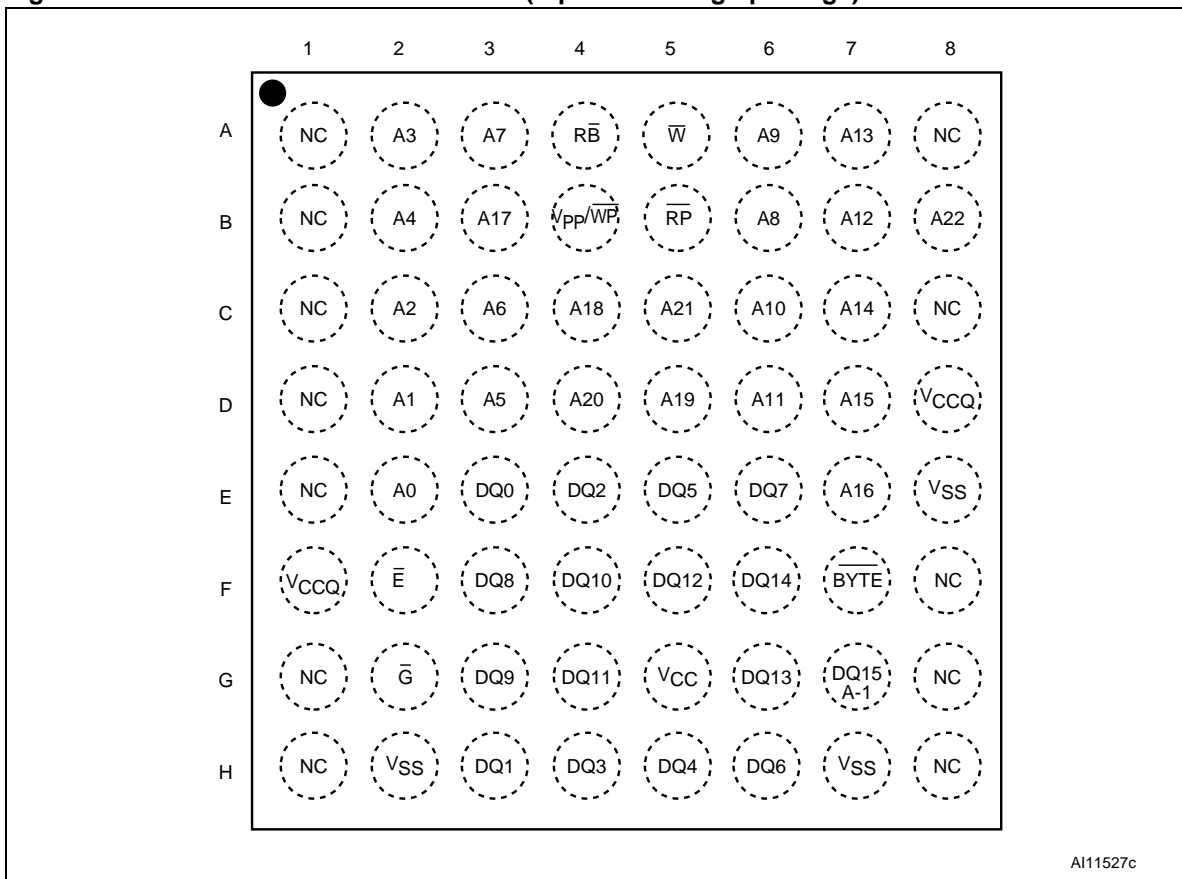 1 2 3 4 5 6 7 8
A NC A3 A7 RB̅ W̅ A9 A13 NC
B NC A4 A17 VPP/W̅P̅ R̅P̅ A8 A12 A22
C NC A2 A6 A18 A21 A10 A14 NC
D NC A1 A5 A20 A19 A11 A15 VCCQ
E NC A0 DQ0 DQ2 DQ5 DQ7 A16 VSS
F VCCQ E̅ DQ8 DQ10 DQ12 DQ14 B̅Y̅T̅E̅ NC
G NC G̅ DQ9 DQ11 VCC DQ13 DQ15 A-1 NC
H NC VSS DQ1 DQ3 DQ4 DQ6 VSS NC
AI11527c